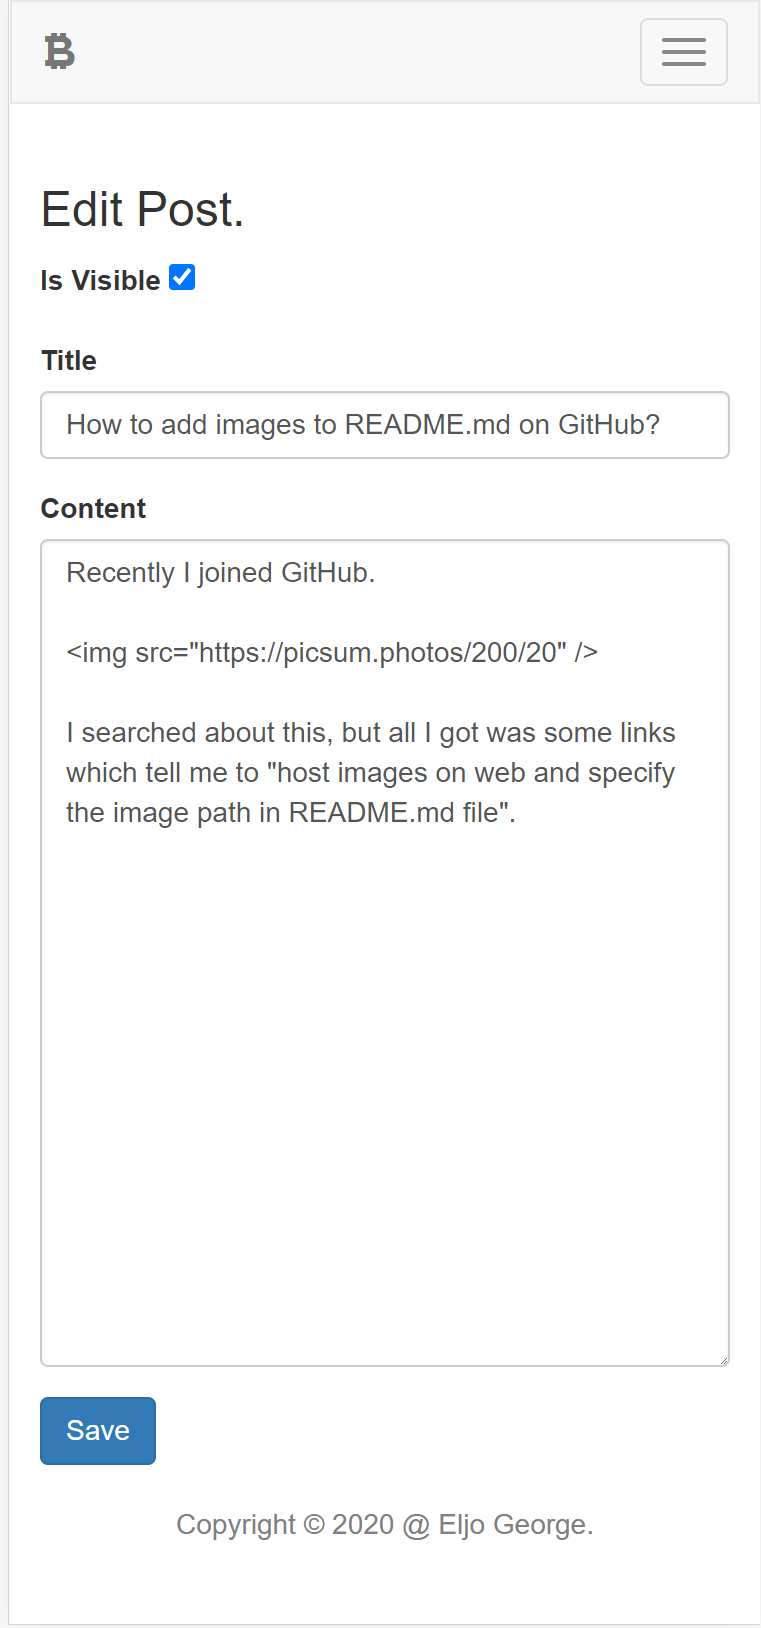 Edit Post.
Is Visible
Title
How to add images to README.md on GitHub?
Content
Recently I joined GitHub.
<img src="https://picsum.photos/200/20" />
I searched about this, but all I got was some links
which tell me to "host images on web and specify
the image path in README.md file".
Save
Copyright © 2020 @ Eljo George.